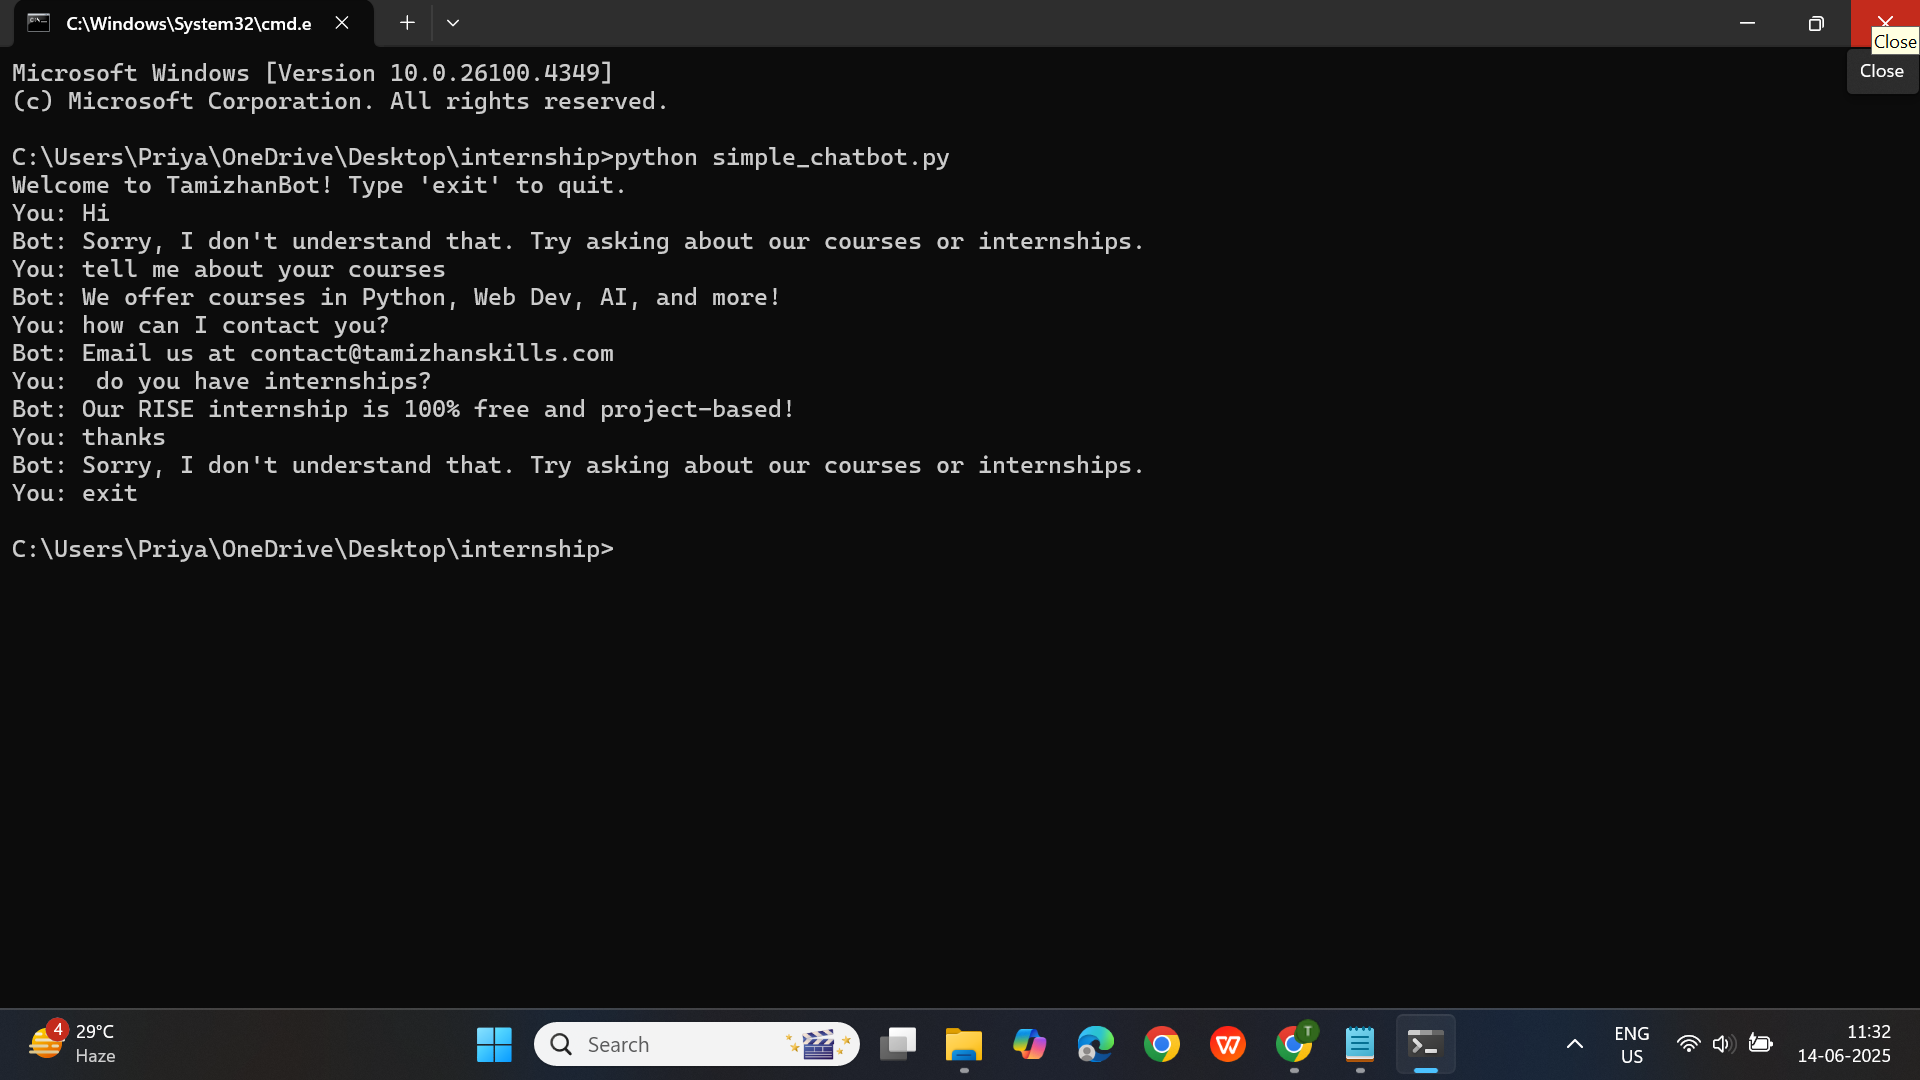 C:\Windows\System32\cmd.e
Close
Close
Microsoft Windows [Version 10.0.26100.4349]
(c) Microsoft Corporation. All rights reserved.
C:\Users\Priya\OneDrive\Desktop\internship>python simple_chatbot.py
Welcome to TamizhanBot! Type 'exit' to quit.
You: Hi
Bot: Sorry, I don't understand that. Try asking about our courses or internships.
You: tell me about your courses
Bot: We offer courses in Python, Web Dev, AI, and more!
You: how can I contact you?
Bot: Email us at contact@tamizhanskills.com
You:  do you have internships?
Bot: Our RISE internship is 100% free and project-based!
You: thanks
Bot: Sorry, I don't understand that. Try asking about our courses or internships.
You: exit
C:\Users\Priya\OneDrive\Desktop\internship>
4
29°C
Haze
Search
T
ENG
US
11:32
14-06-2025